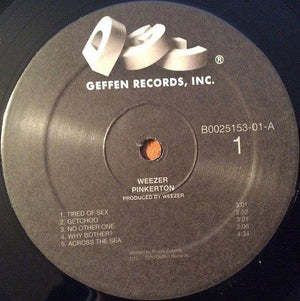 ®
GEFFEN RECORDS, INC.
B0025153-01-A
1
WEEZER
PINKERTON
PRODUCED BY WEEZER
1. TIRED OF SEX 3:01
2. GETCHOO 2:52
3. NO OTHER ONE 3:01
4. WHY BOTHER? 2:08
5. ACROSS THE SEA 4:34
Geffen Records